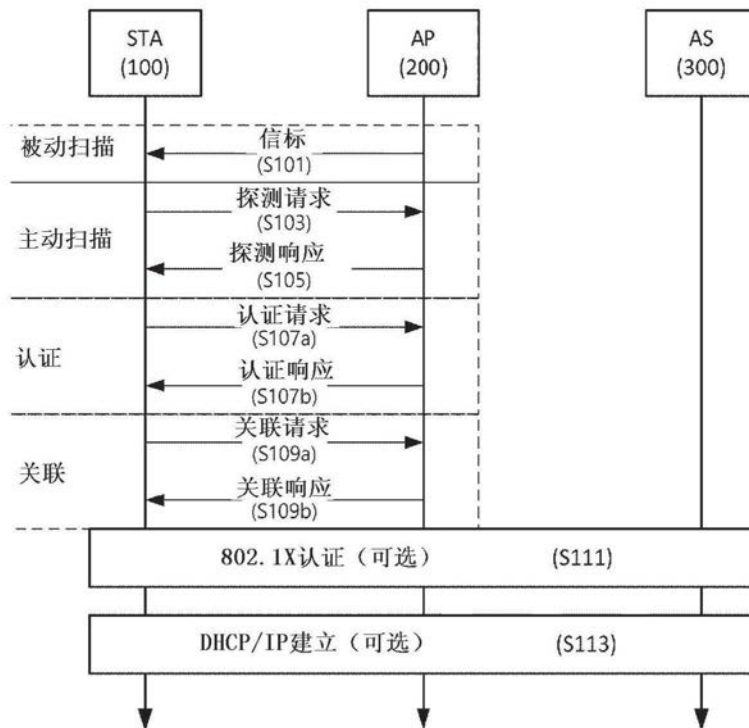 STA
(100)
AP
(200)
AS
(300)
被动扫描
信标
(S101)
主动扫描
探测请求
(S103)
探测响应
(S105)
认证
认证请求
(S107a)
认证响应
(S107b)
关联
关联请求
(S109a)
关联响应
(S109b)
802.1X认证（可选） (S111)
DHCP/IP建立（可选） (S113)